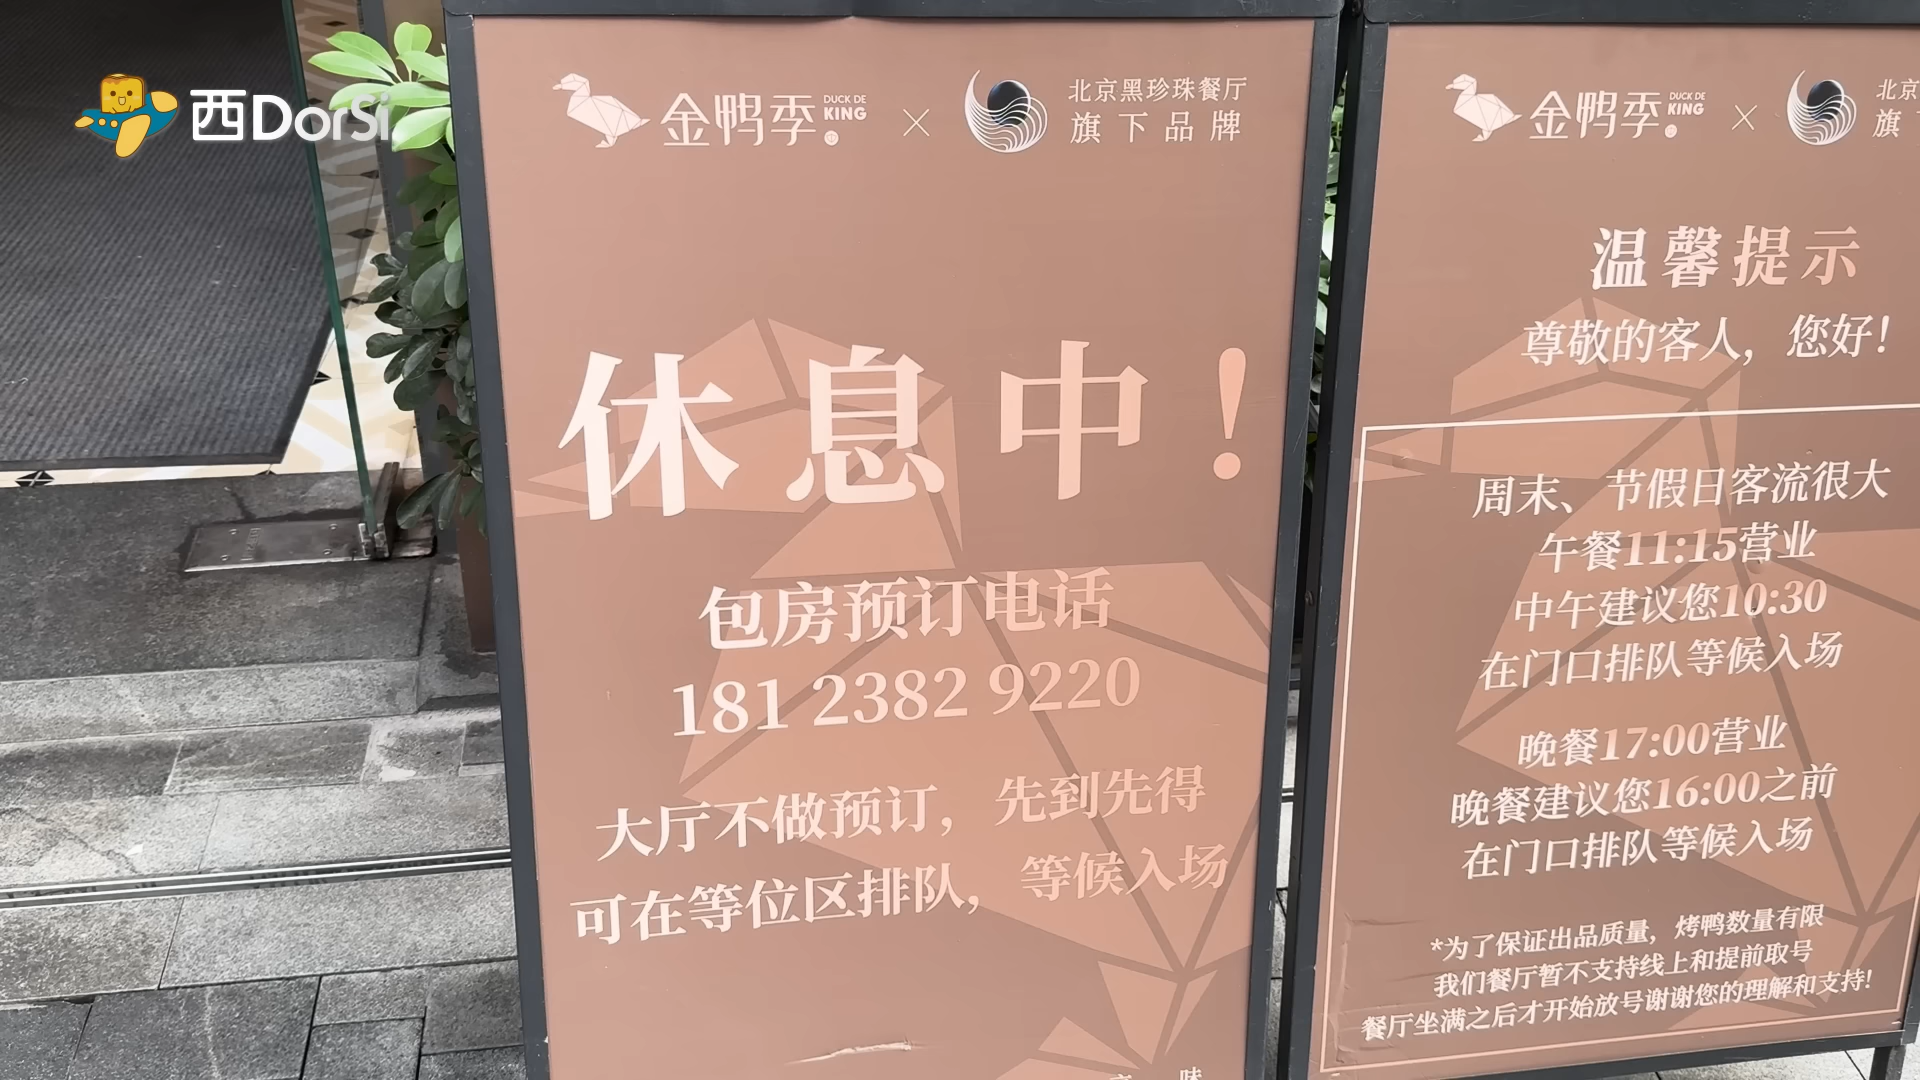 西DorSi
金鸭季 DUCK DE KING × 北京黑珍珠餐厅
旗下品牌
休息中！
包房预订电话
181 2382 9220
大厅不做预订，先到先得
可在等位区排队，等候入场
味
金鸭季 DUCK DE KING × 北京
旗
温馨提示
尊敬的客人，您好！
周末、节假日客流很大
午餐11:15营业
中午建议您10:30
在门口排队等候入场
晚餐17:00营业
晚餐建议您16:00之前
在门口排队等候入场
*为了保证出品质量，烤鸭数量有限
我们餐厅暂不支持线上和提前取号
餐厅坐满之后才开始放号谢谢您的理解和支持!